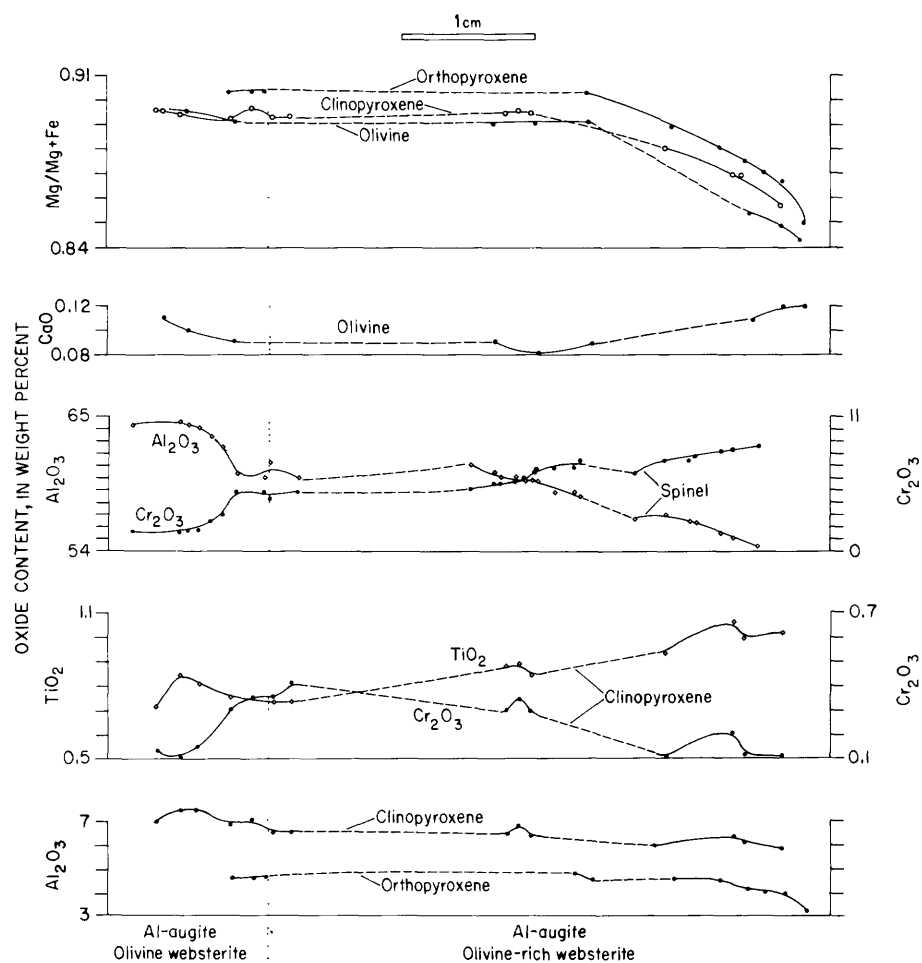 1cm
0.91
Orthopyroxene
Clinopyroxene
Olivine
Mg/Mg+Fe
0.84
OXIDE CONTENT, IN WEIGHT PERCENT
0.12
CaO
Olivine
0.08
65
11
Al₂O₃
Al₂O₃
Cr₂O₃
Spinel
Cr₂O₃
54
0
1.1
0.7
TiO₂
TiO₂
Clinopyroxene
Cr₂O₃
Cr₂O₃
0.5
0.1
7
Clinopyroxene
Al₂O₃
Orthopyroxene
3
Al-augite
Olivine websterite
Al-augite
Olivine-rich websterite